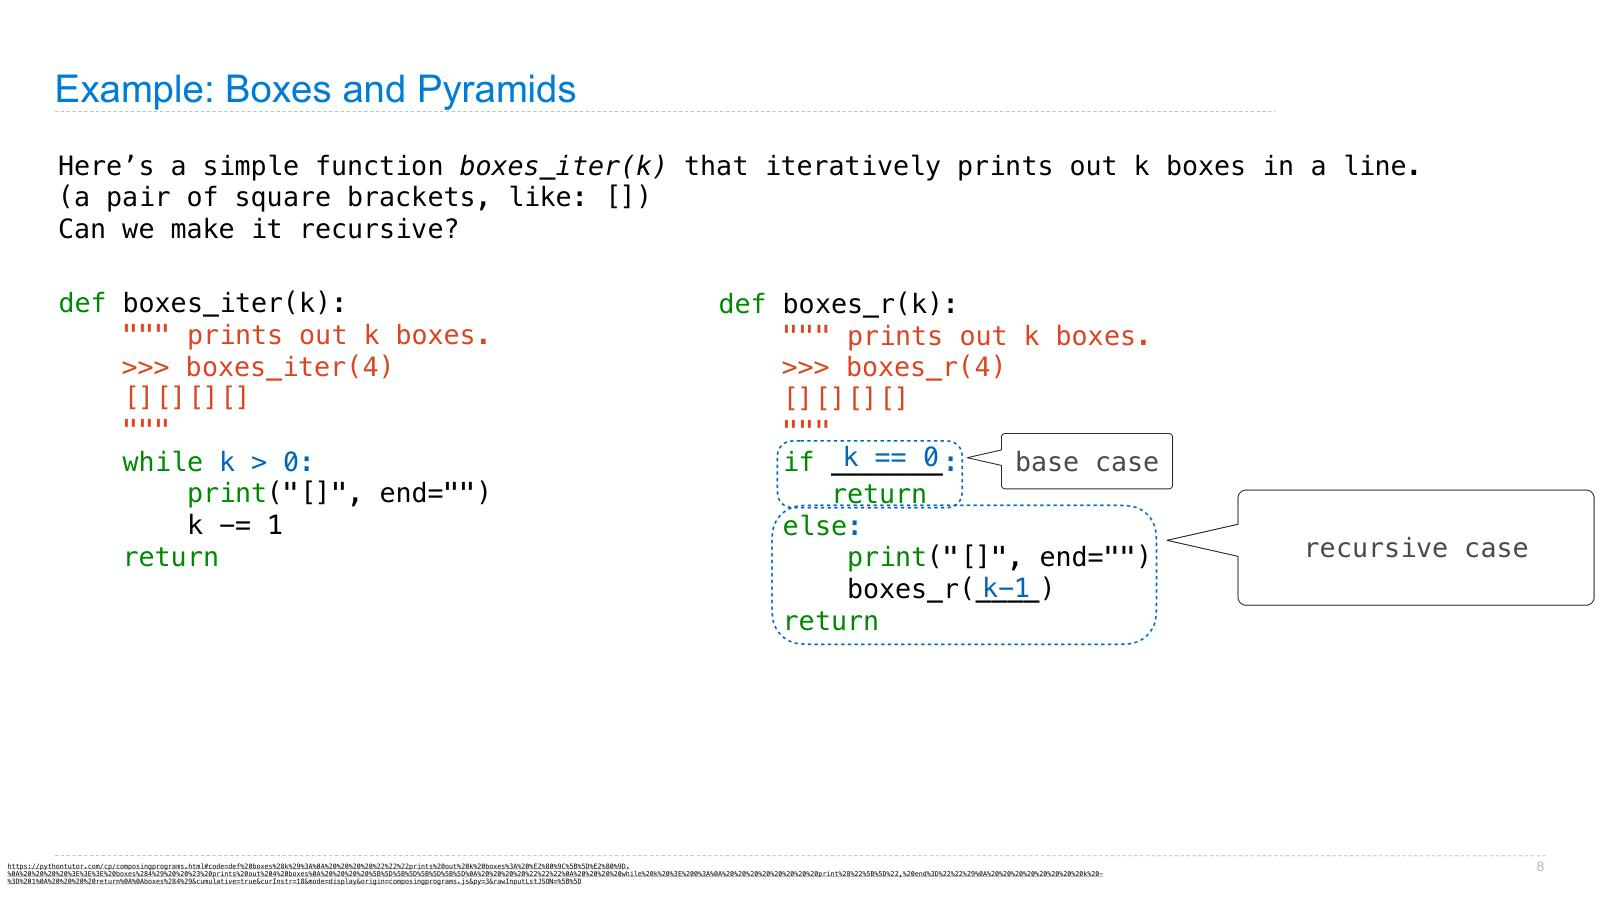 Example: Boxes and Pyramids
Here’s a simple function boxes_iter(k) that iteratively prints out k boxes in a line.
(a pair of square brackets, like: [])
Can we make it recursive?
def boxes_iter(k):
""" prints out k boxes.
>>> boxes_iter(4)
[][][][]
"""
while k > 0:
print("[]", end="")
k -= 1
return
def boxes_r(k):
""" prints out k boxes.
>>> boxes_r(4)
[][][][]
"""
if k == 0:
return
else:
print("[]", end="")
boxes_r(k-1)
return
base case
recursive case
8